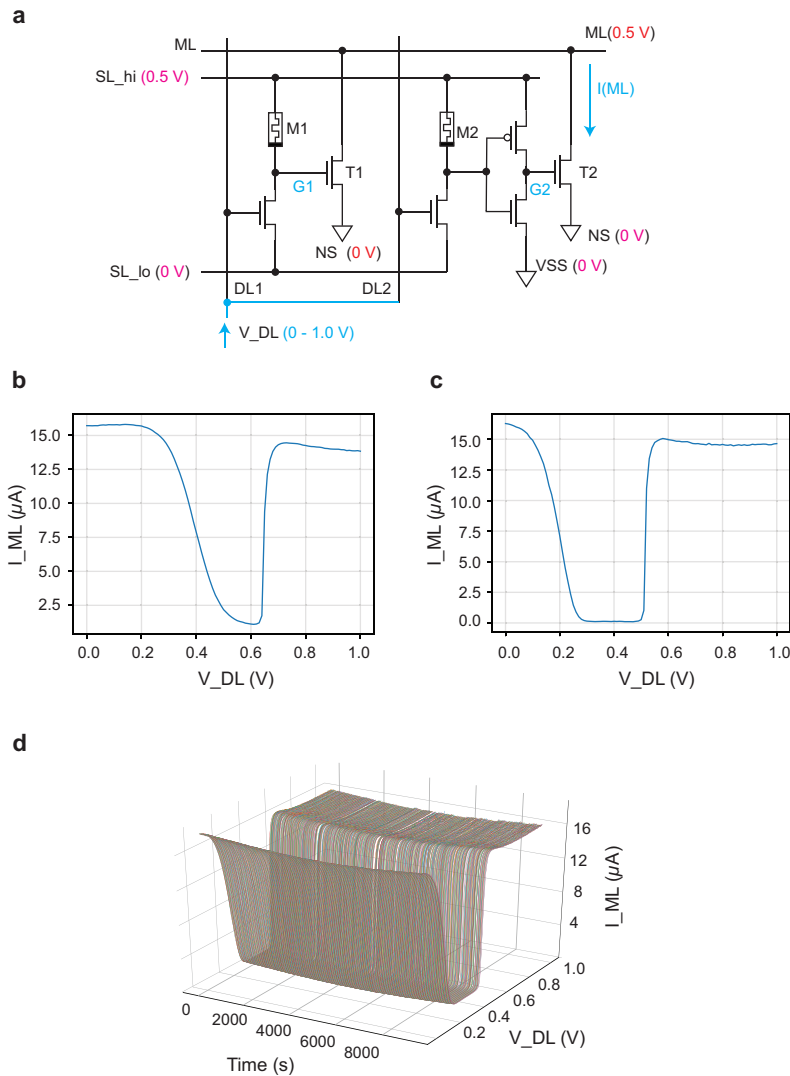 a
ML
ML(0.5 V)
SL_hi (0.5 V)
I(ML)
M1
M2
T1
T2
G1
G2
NS (0 V)
NS (0 V)
SL_lo (0 V)
VSS (0 V)
DL1
DL2
V_DL (0 - 1.0 V)
b
15.0
12.5
10.0
7.5
5.0
2.5
I_ML (µA)
0.0 0.2 0.4 0.6 0.8 1.0
V_DL (V)
c
15.0
12.5
10.0
7.5
5.0
2.5
0.0
I_ML (µA)
0.0 0.2 0.4 0.6 0.8 1.0
V_DL (V)
d
16
12
8
4
I_ML (µA)
1.0
0.8
0.6
0.4
0.2
V_DL (V)
0
2000
4000
6000
8000
Time (s)